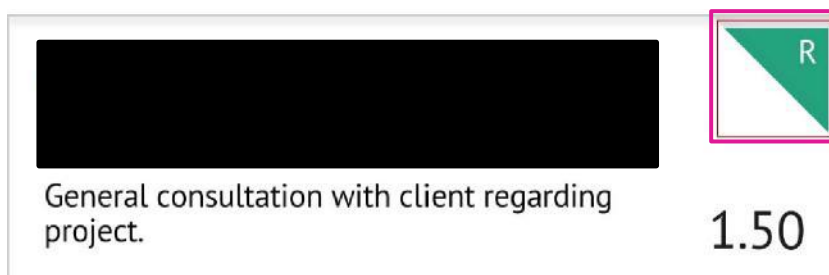 R
General consultation with client regarding
project.
1.50